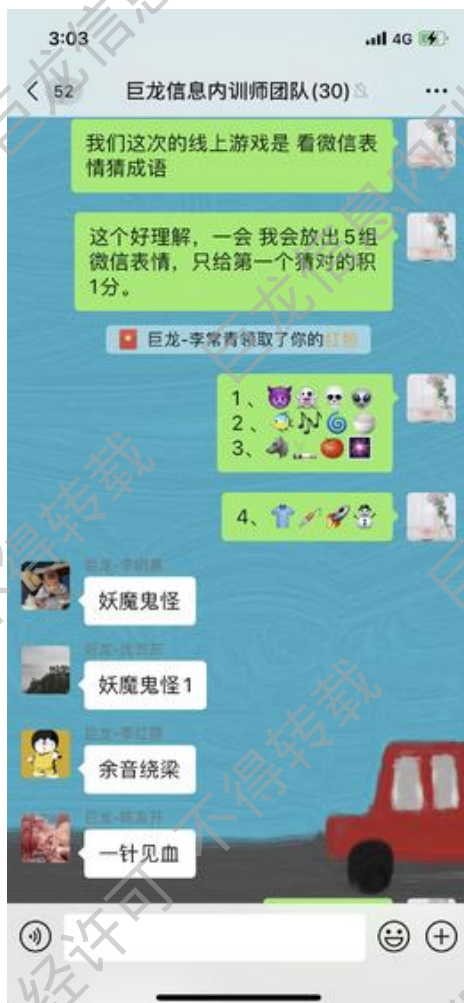 3:03
4G
52
巨龙信息内训师团队(30)
我们这次的线上游戏是 看微信表
情猜成语
这个好理解，一会 我会放出5组
微信表情，只给第一个猜对的积
1分。
巨龙-李常青领取了你的红包
1、
2、
3、
4、
妖魔鬼怪
妖魔鬼怪1
余音绕梁
一针见血